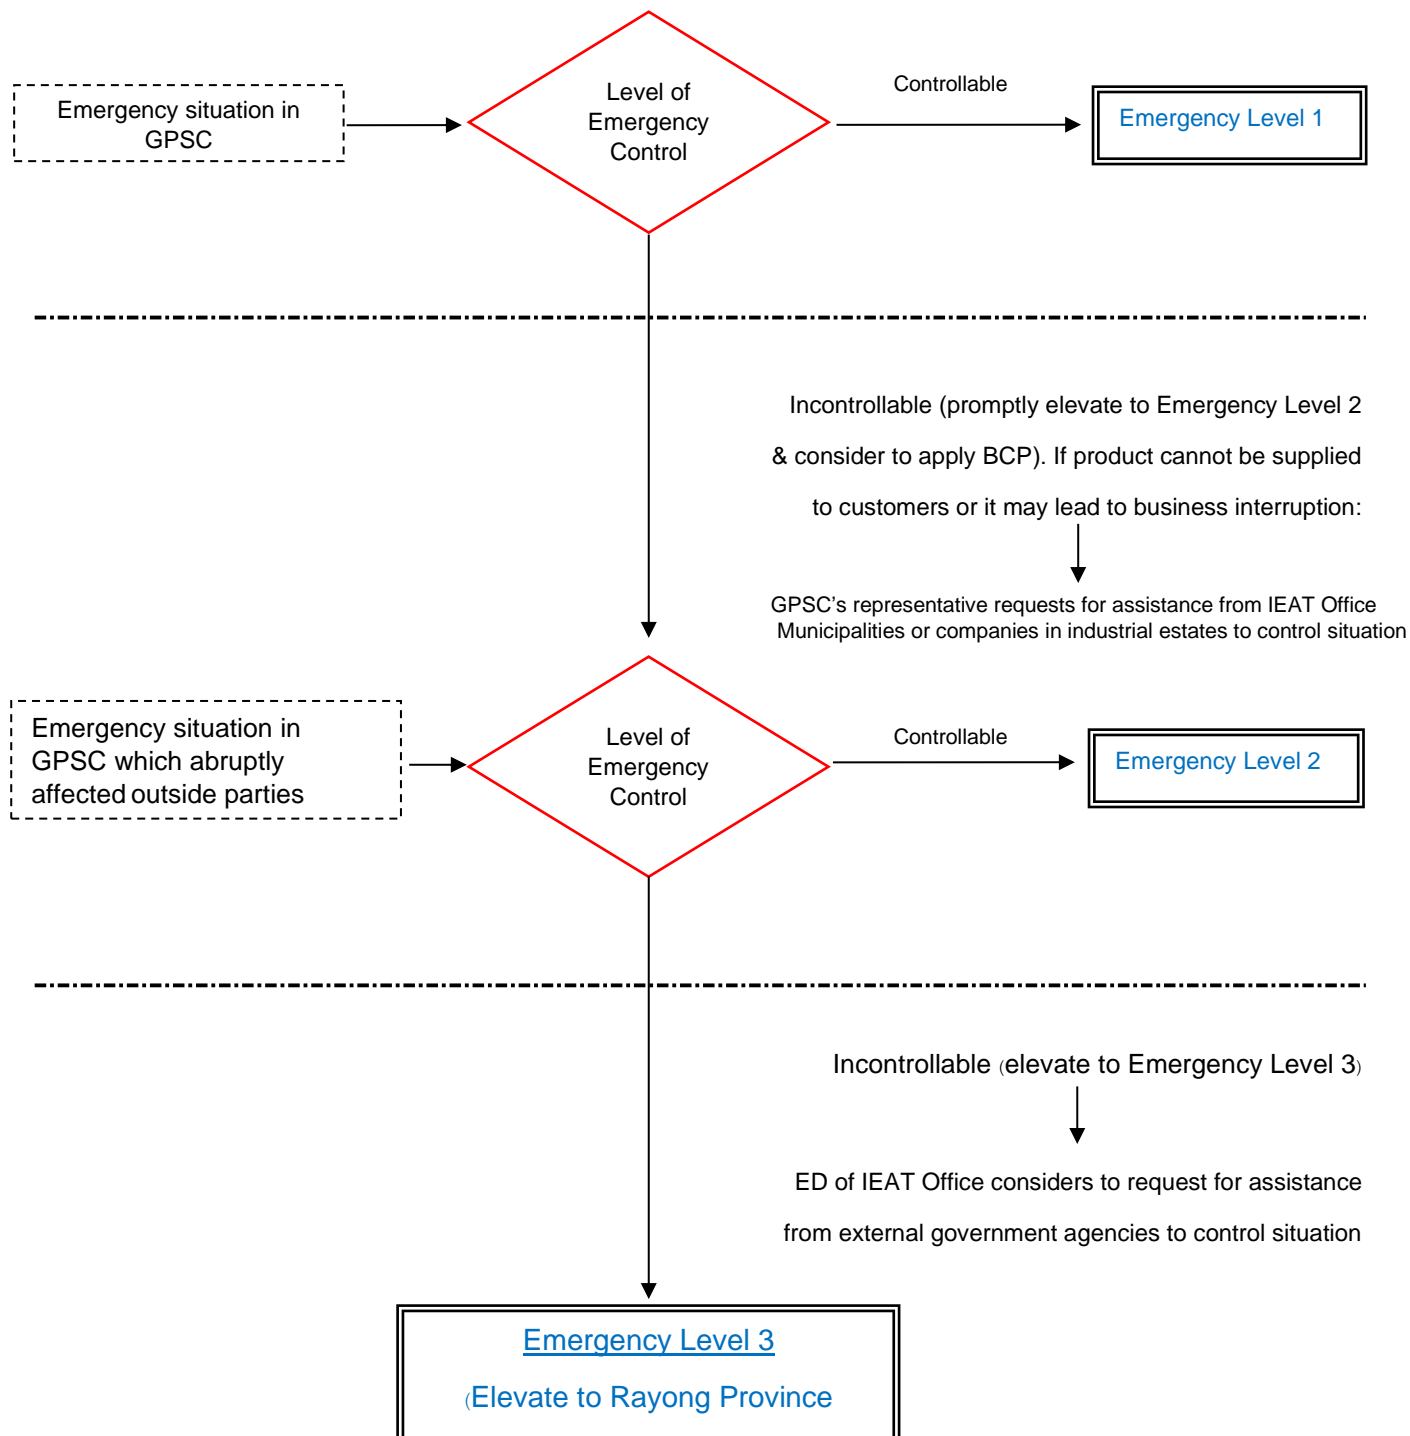 Emergency situation in
GPSC
Level of
Emergency
Control
Controllable
Emergency Level 1
Incontrollable (promptly elevate to Emergency Level 2
& consider to apply BCP). If product cannot be supplied
to customers or it may lead to business interruption:
GPSC’s representative requests for assistance from IEAT Office
Municipalities or companies in industrial estates to control situation
Emergency situation in
GPSC which abruptly
affected outside parties
Level of
Emergency
Control
Controllable
Emergency Level 2
Incontrollable (elevate to Emergency Level 3)
ED of IEAT Office considers to request for assistance
from external government agencies to control situation
Emergency Level 3
(Elevate to Rayong Province